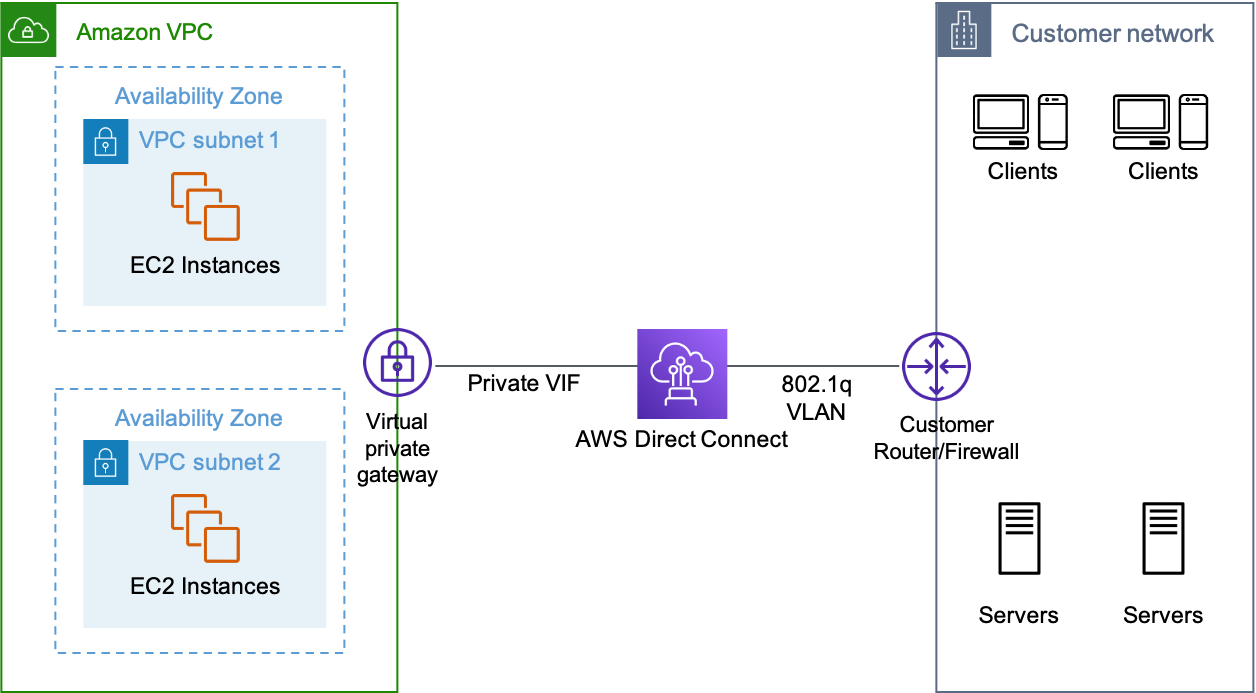 Amazon VPC
Availability Zone
VPC subnet 1
EC2 Instances
Availability Zone
VPC subnet 2
EC2 Instances
Virtual
private
gateway
Private VIF
AWS Direct Connect
802.1q
VLAN
Customer
Router/Firewall
Customer network
Clients
Clients
Servers
Servers